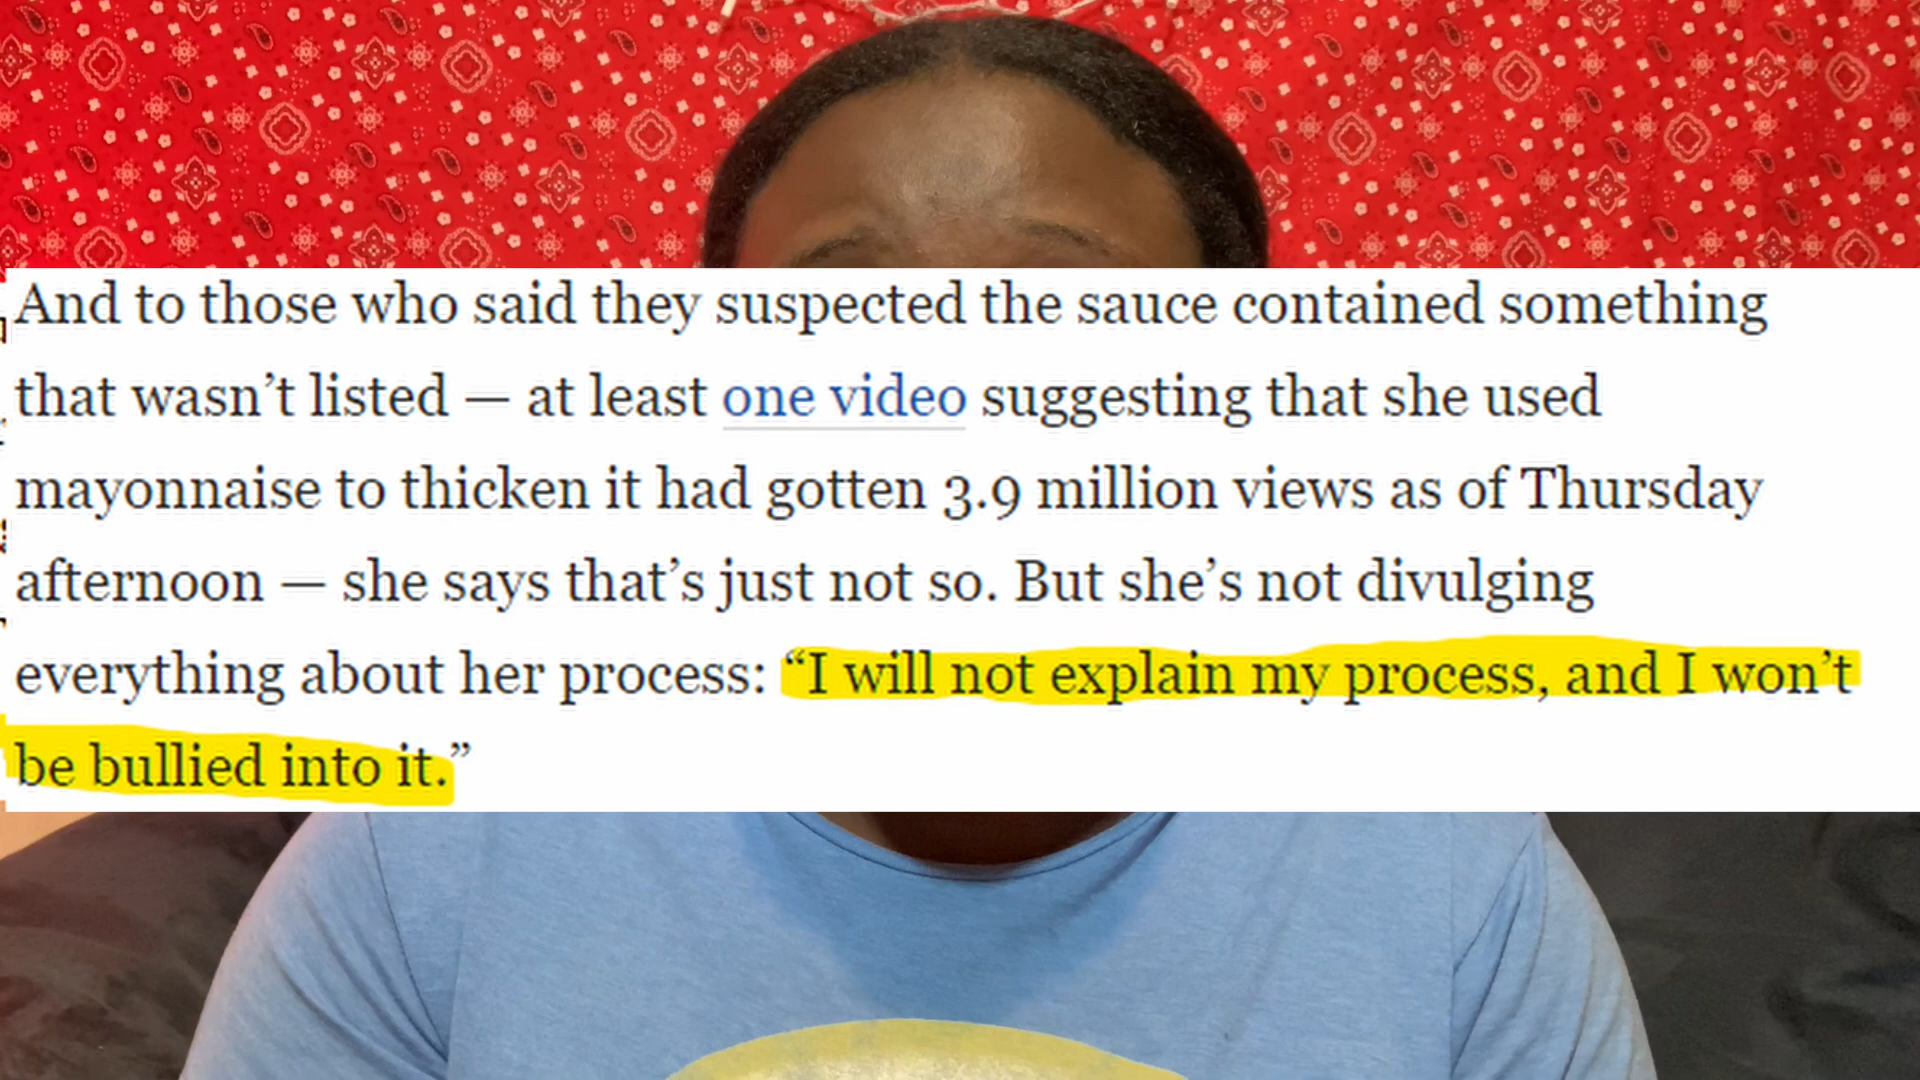 And to those who said they suspected the sauce contained something
that wasn’t listed — at least one video suggesting that she used
mayonnaise to thicken it had gotten 3.9 million views as of Thursday
afternoon — she says that’s just not so. But she’s not divulging
everything about her process: “I will not explain my process, and I won’t
be bullied into it.”